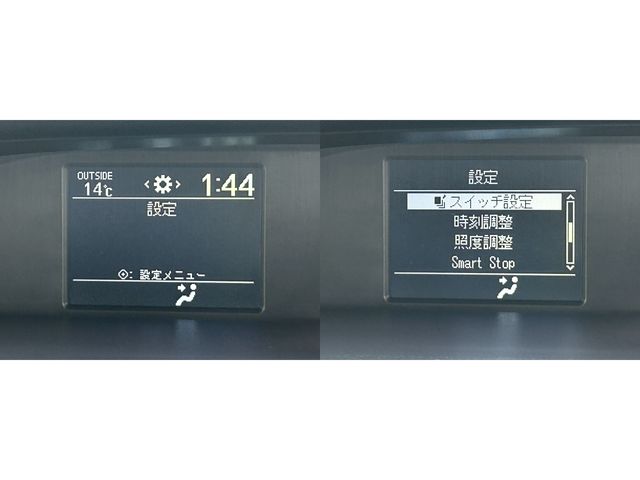 OUTSIDE
14℃
1:44
設定
⦿: 設定メニュー
設定
スイッチ設定
時刻調整
照度調整
Smart Stop